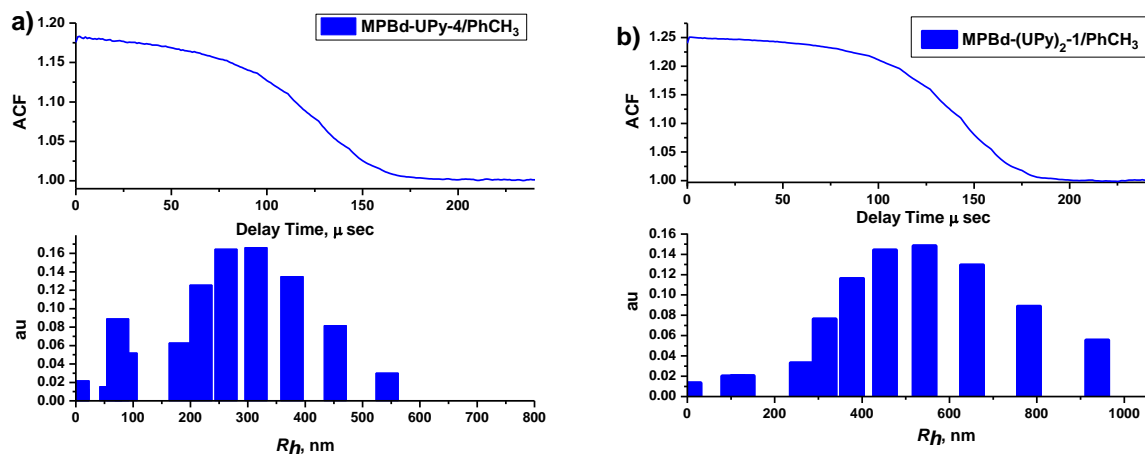 a)
MPBd-UPy-4/PhCH3
1.20
1.15
1.10
1.05
1.00
ACF
0 50 100 150 200
Delay Time, μ sec
0.16
0.14
0.12
0.10
0.08
0.06
0.04
0.02
0.00
au
0 100 200 300 400 500 600 700 800
Rh, nm
b)
MPBd-(UPy)2-1/PhCH3
1.25
1.20
1.15
1.10
1.05
1.00
ACF
0 50 100 150 200
Delay Time μ sec
0.16
0.14
0.12
0.10
0.08
0.06
0.04
0.02
0.00
au
0 200 400 600 800 1000
Rh, nm